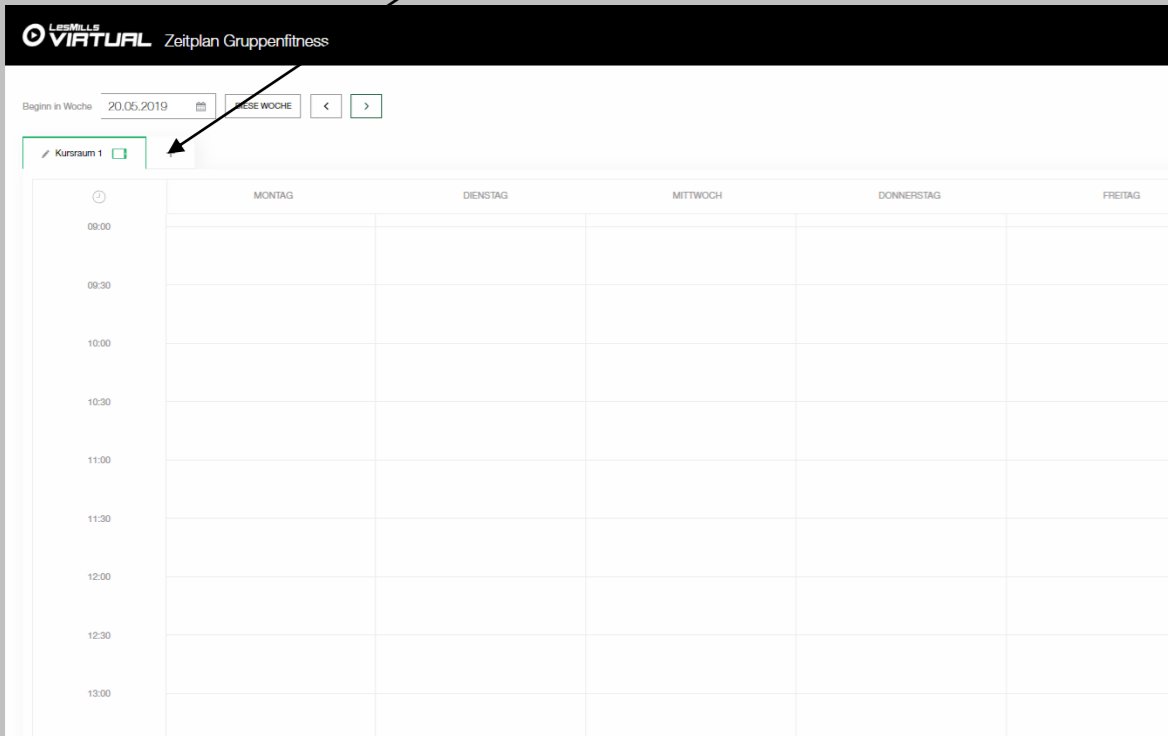 LESMILLS
VIRTUAL Zeitplan Gruppenfitness
Beginn in Woche 20.05.2019 DIESE WOCHE < >
Kursraum 1 +
MONTAG DIENSTAG MITTWOCH DONNERSTAG FREITAG
09:00
09:30
10:00
10:30
11:00
11:30
12:00
12:30
13:00